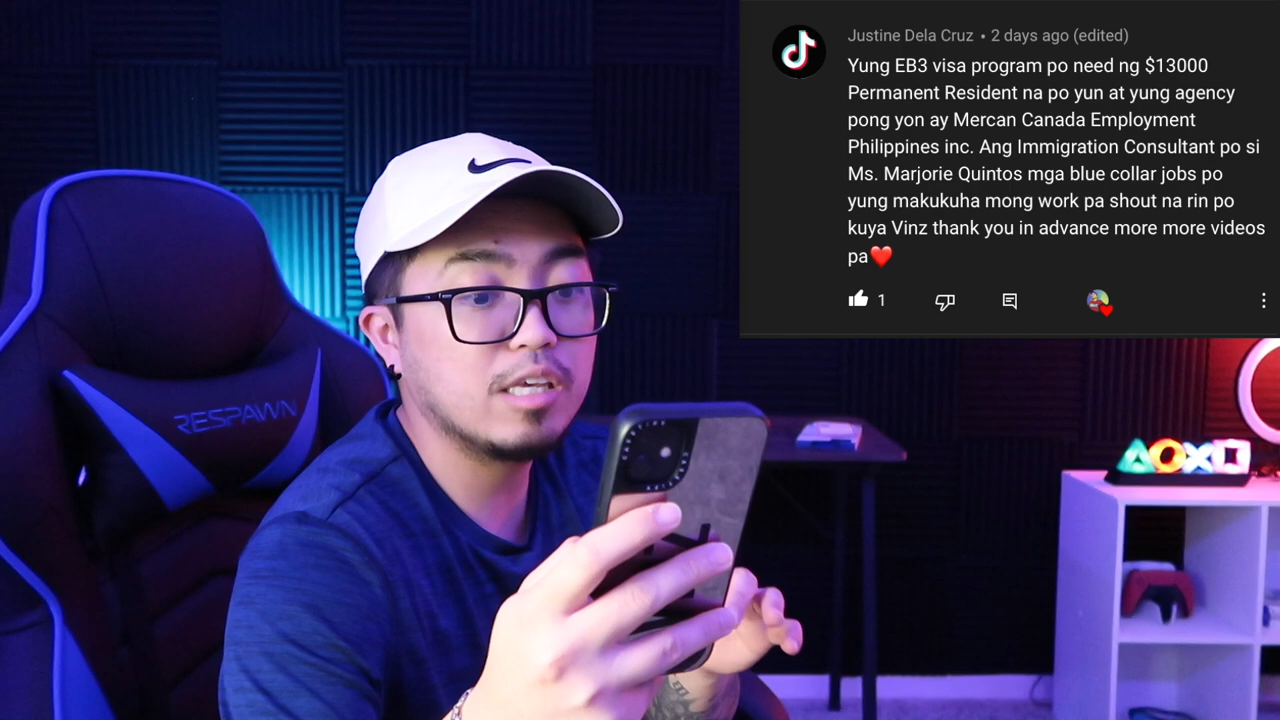 Justine Dela Cruz • 2 days ago (edited)
Yung EB3 visa program po need ng $13000
Permanent Resident na po yun at yung agency
pong yon ay Mercan Canada Employment
Philippines inc. Ang Immigration Consultant po si
Ms. Marjorie Quintos mga blue collar jobs po
yung makukuha mong work pa shout na rin po
kuya Vinz thank you in advance more more videos
pa❤️
1
RESPAWN